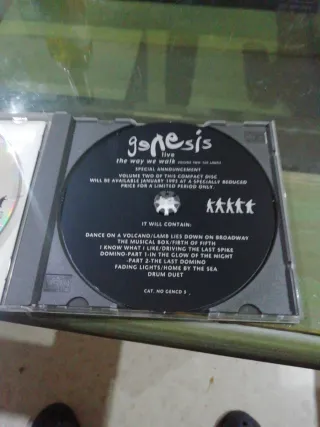 genesis
live
the way we walk VOLUME TWO: THE LONGS
SPECIAL ANNOUNCEMENT
VOLUME TWO OF THIS COMPACT DISC
WILL BE AVAILABLE JANUARY 1993 AT A SPECIALLY REDUCED
PRICE FOR A LIMITED PERIOD ONLY.
IT WILL CONTAIN:
DANCE ON A VOLCANO/LAMB LIES DOWN ON BROADWAY
THE MUSICAL BOX/FIRTH OF FIFTH
I KNOW WHAT I LIKE/DRIVING THE LAST SPIKE
DOMINO-PART 1-IN THE GLOW OF THE NIGHT
-PART 2-THE LAST DOMINO
FADING LIGHTS/HOME BY THE SEA
DRUM DUET
CAT. NO GENCD 5